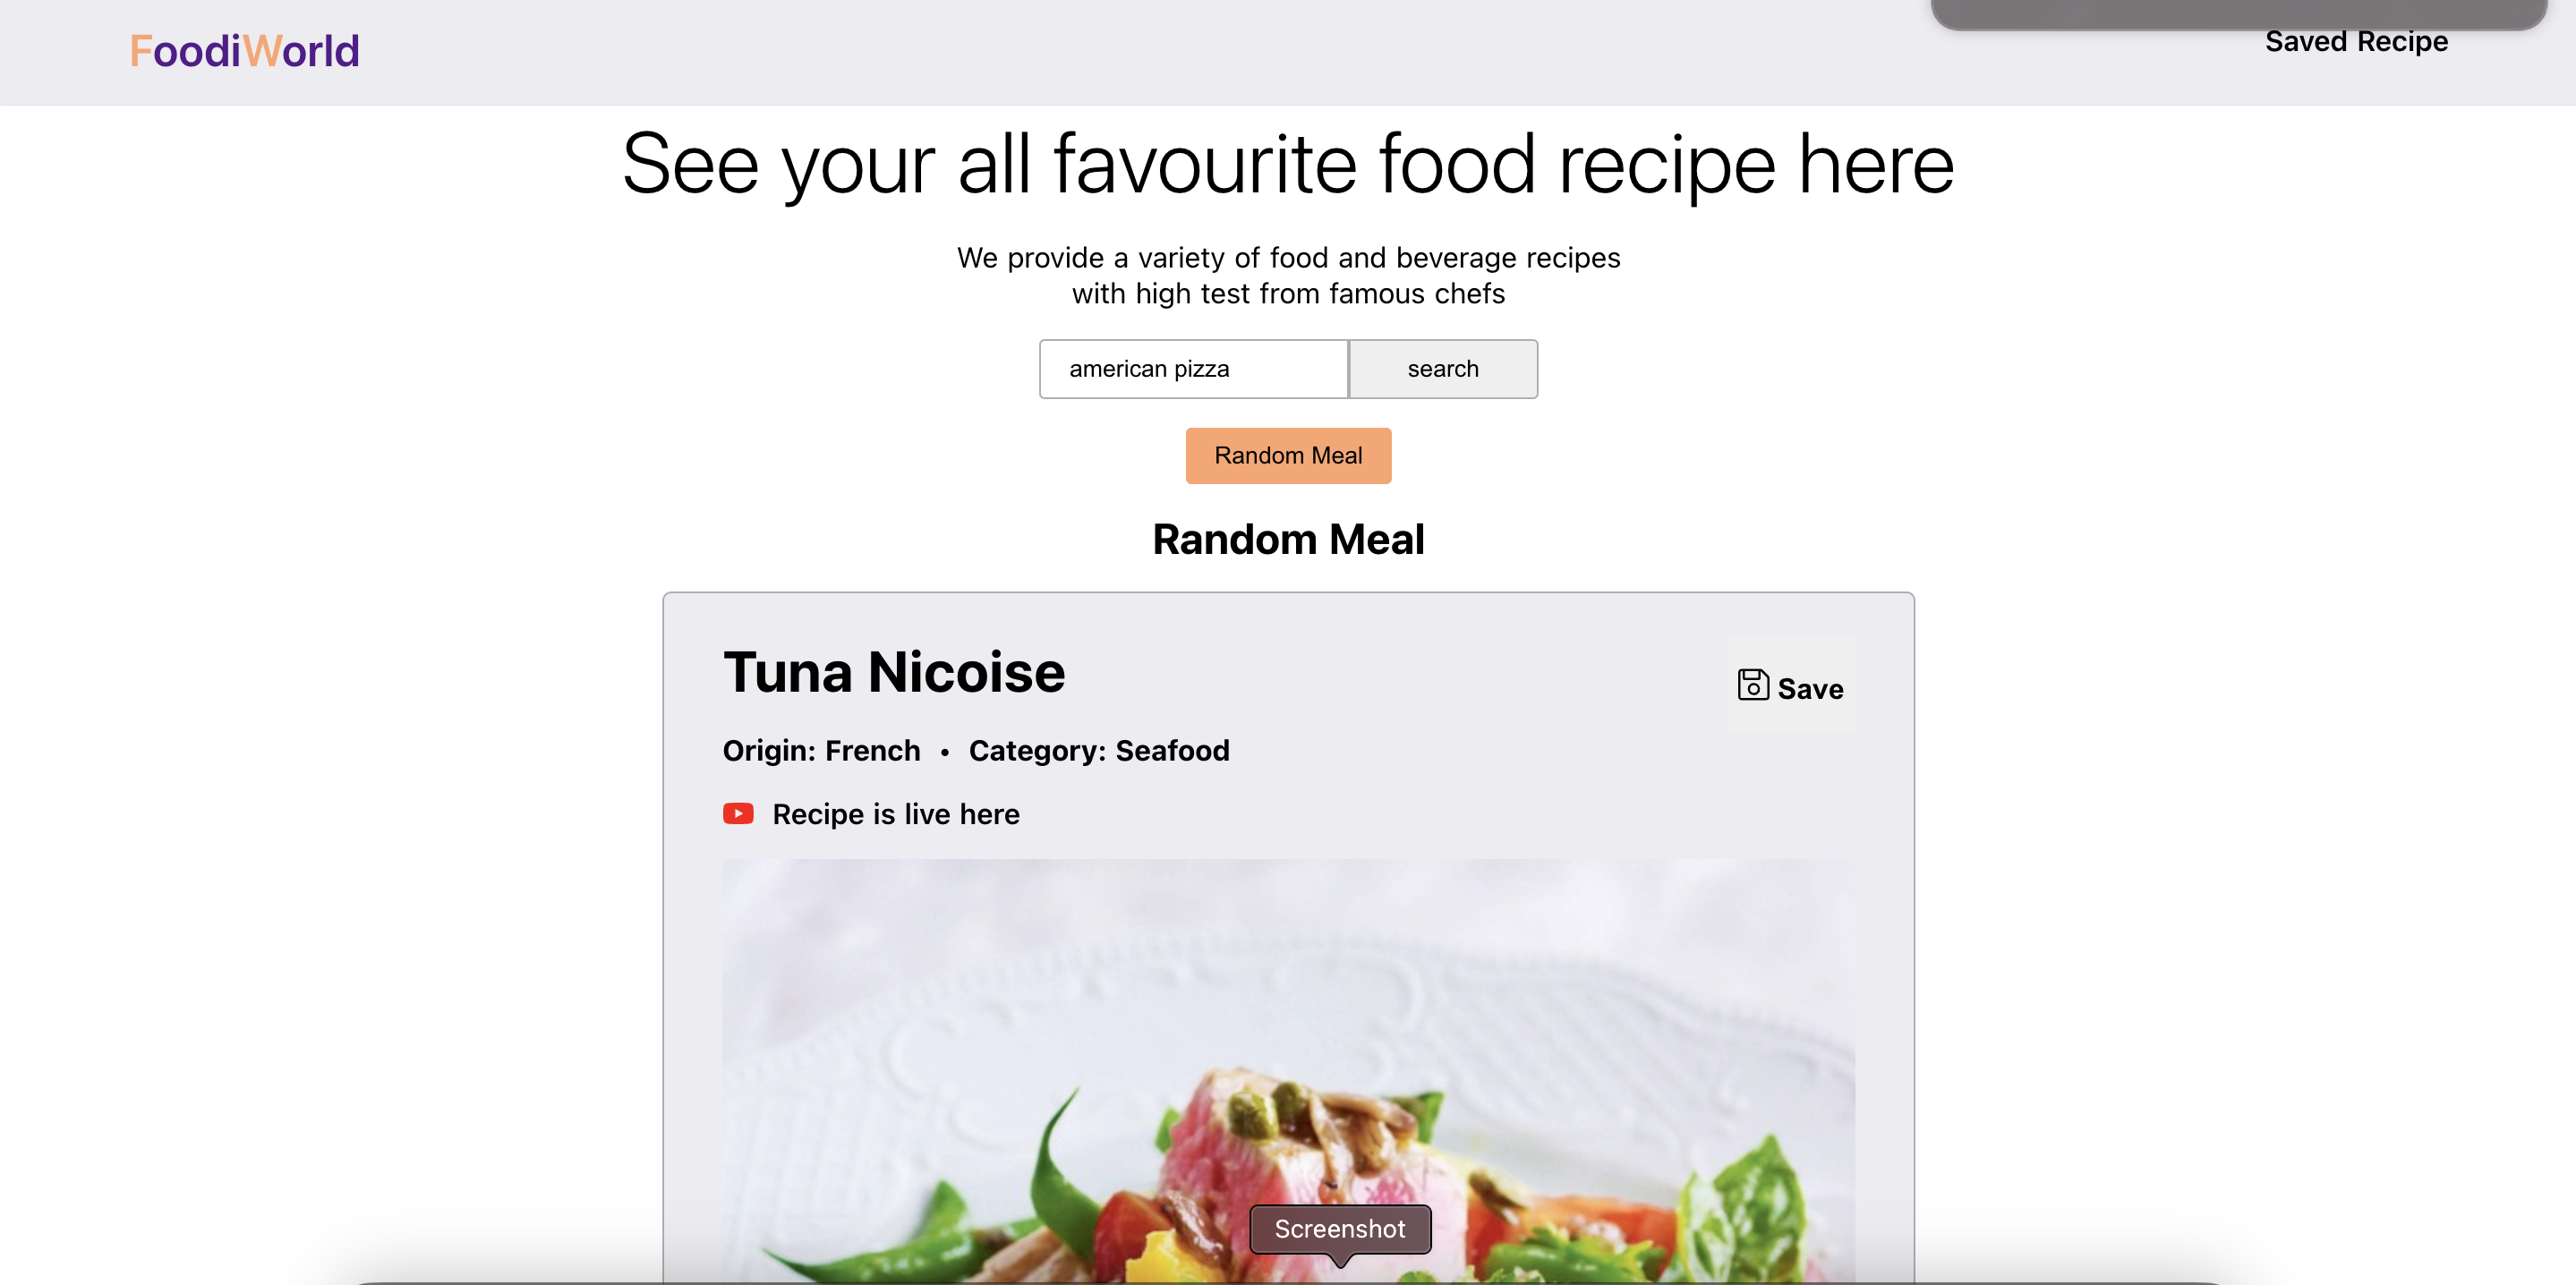 FoodiWorld
Saved Recipe
See your all favourite food recipe here
We provide a variety of food and beverage recipes
with high test from famous chefs
american pizza
search
Random Meal
Random Meal
Tuna Nicoise
Save
Origin: French • Category: Seafood
Recipe is live here
Screenshot